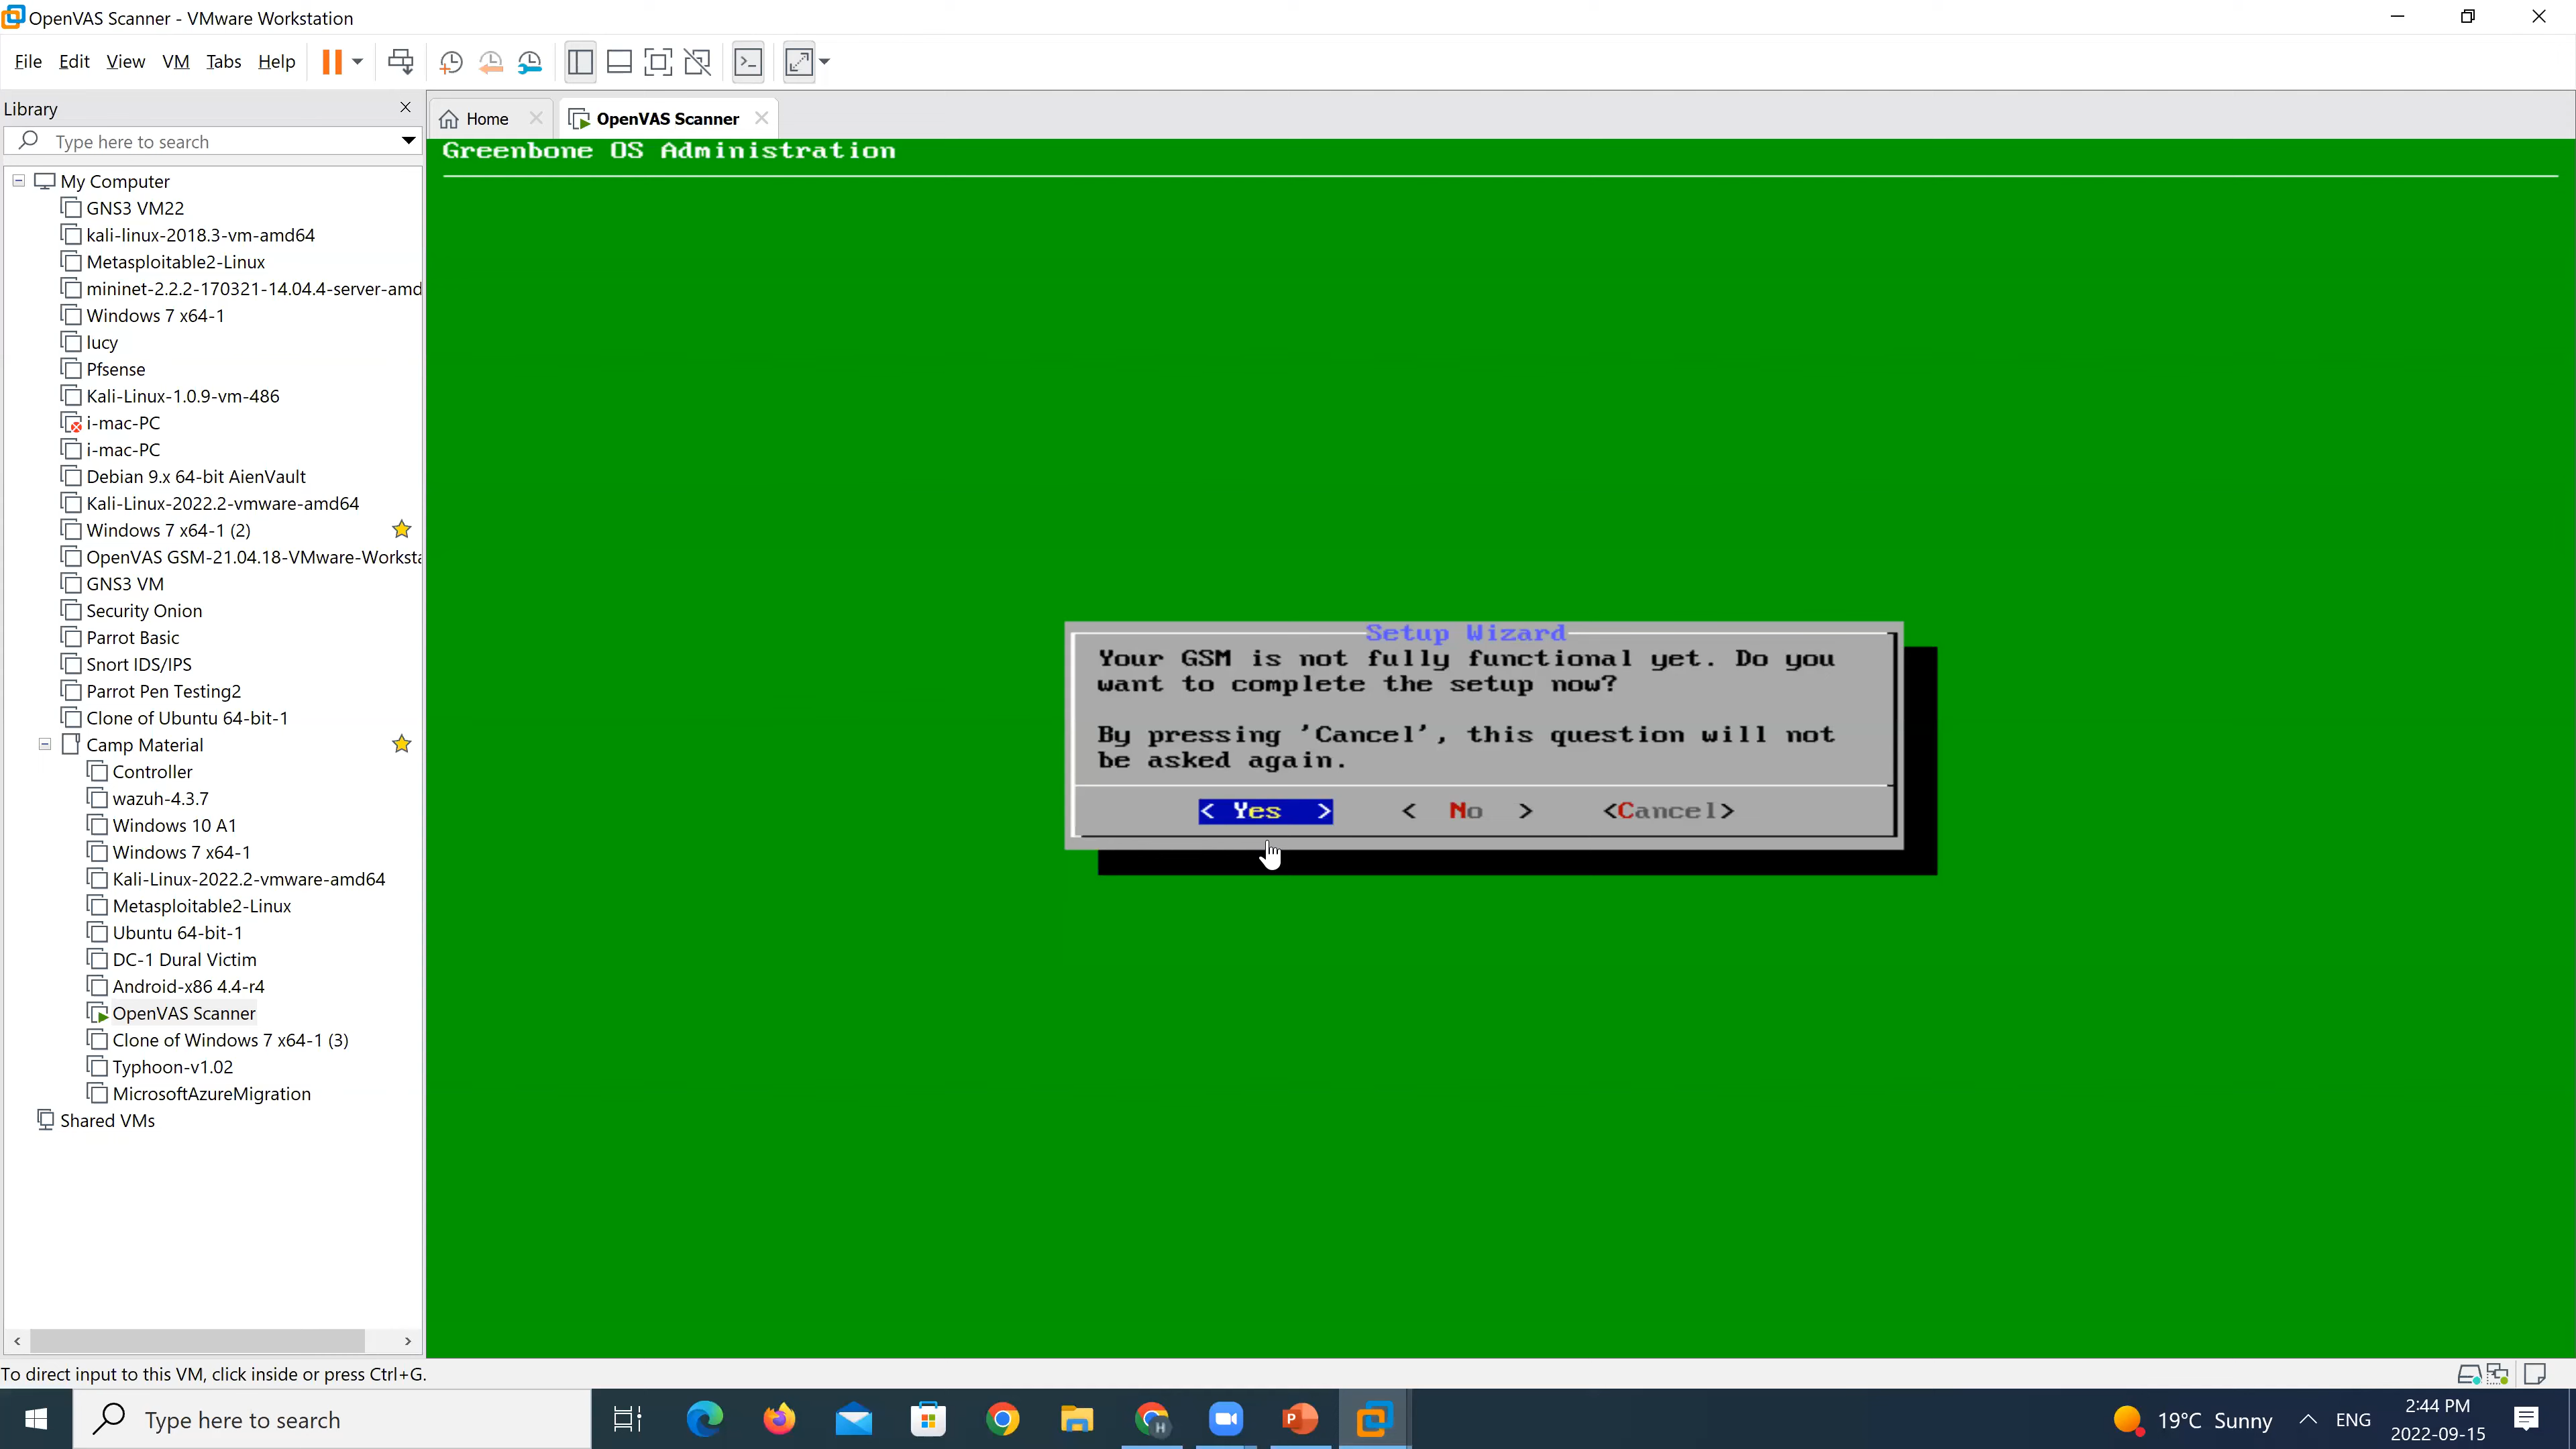 OpenVAS Scanner - VMware Workstation
File Edit View VM Tabs Help
Library
Type here to search
Home
OpenVAS Scanner
My Computer
GNS3 VM22
kali-linux-2018.3-vm-amd64
Metasploitable2-Linux
mininet-2.2.2-170321-14.04.4-server-amd
Windows 7 x64-1
lucy
Pfsense
Kali-Linux-1.0.9-vm-486
i-mac-PC
i-mac-PC
Debian 9.x 64-bit AienVault
Kali-Linux-2022.2-vmware-amd64
Windows 7 x64-1 (2)
OpenVAS GSM-21.04.18-VMware-Worksta
GNS3 VM
Security Onion
Parrot Basic
Snort IDS/IPS
Parrot Pen Testing2
Clone of Ubuntu 64-bit-1
Camp Material
Controller
wazuh-4.3.7
Windows 10 A1
Windows 7 x64-1
Kali-Linux-2022.2-vmware-amd64
Metasploitable2-Linux
Ubuntu 64-bit-1
DC-1 Dural Victim
Android-x86 4.4-r4
OpenVAS Scanner
Clone of Windows 7 x64-1 (3)
Typhoon-v1.02
MicrosoftAzureMigration
Shared VMs
Greenbone OS Administration
Setup Wizard
Your GSM is not fully functional yet. Do you
want to complete the setup now?
By pressing 'Cancel', this question will not
be asked again.
< Yes > < No > <Cancel>
To direct input to this VM, click inside or press Ctrl+G.
Type here to search
H
P
19°C Sunny
ENG
2:44 PM
2022-09-15